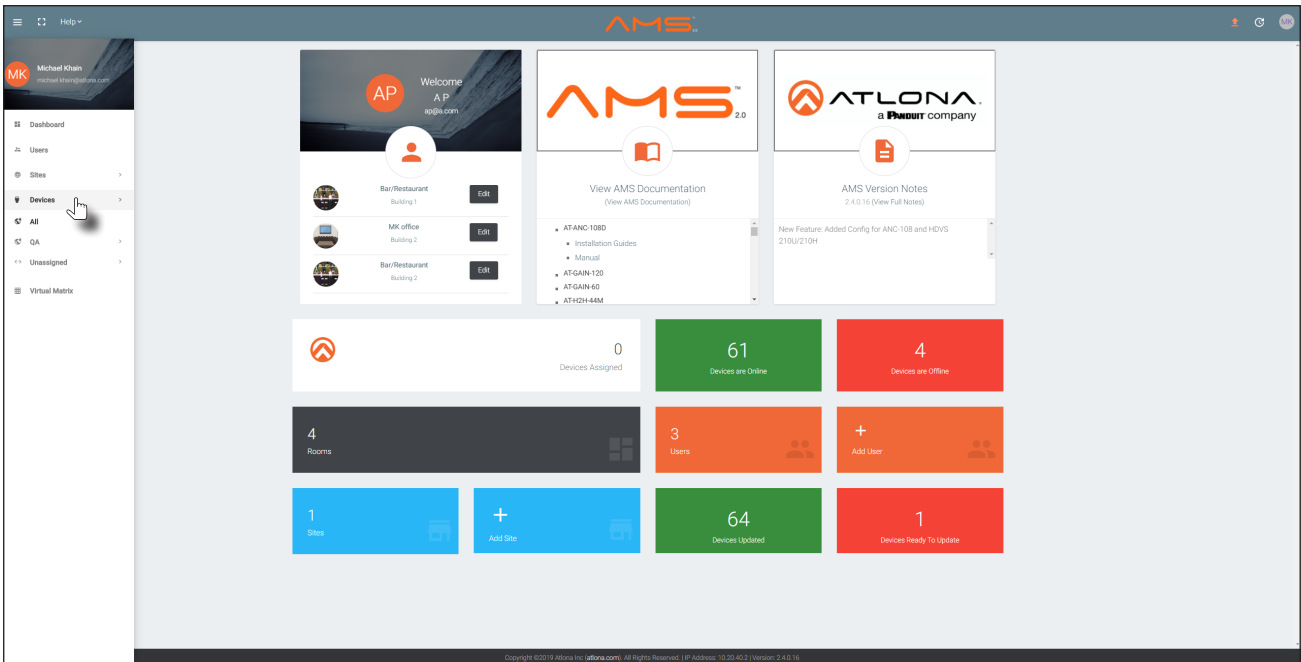 Help
AMS™ 2.0
MK
MK
Michael Khain
michael.khain@atlona.com
Dashboard
Users
Sites
Devices
All
QA
Unassigned
Virtual Matrix
AP
Welcome
A P
ap@a.com
Bar/Restaurant
Building 1
Edit
MK office
Building 2
Edit
Bar/Restaurant
Building 2
Edit
AMS™ 2.0
View AMS Documentation
(View AMS Documentation)
AT-ANC-108D
Installation Guides
Manual
AT-GAIN-120
AT-GAIN-60
AT-H2H-44M
ATLONA.
a PANDUIT company
AMS Version Notes
2.4.0.16 (View Full Notes)
New Feature: Added Config for ANC-108 and HDVS
210U/210H
0
Devices Assigned
61
Devices are Online
4
Devices are Offline
4
Rooms
3
Users
+
Add User
1
Sites
+
Add Site
64
Devices Updated
1
Devices Ready To Update
Copyright ©2019 Atlona Inc (atlona.com). All Rights Reserved. | IP Address: 10.20.40.2 | Version: 2.4.0.16